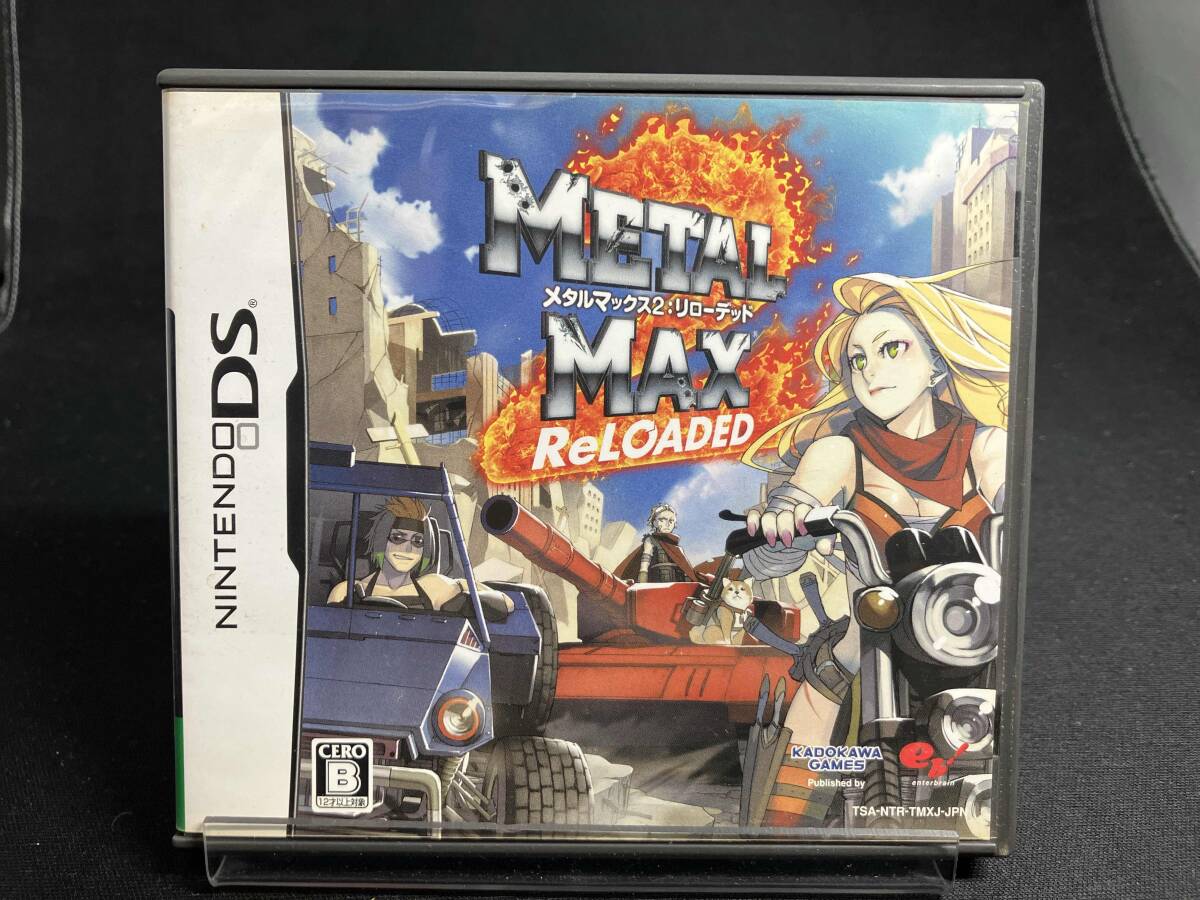 NINTENDO DS®
METAL
メタルマックス2:リローデッド
MAX
ReLOADED
CERO
B
12才以上対象
KADOKAWA
GAMES
Published by
eb!
enterbrain
TSA-NTR-TMXJ-JPN